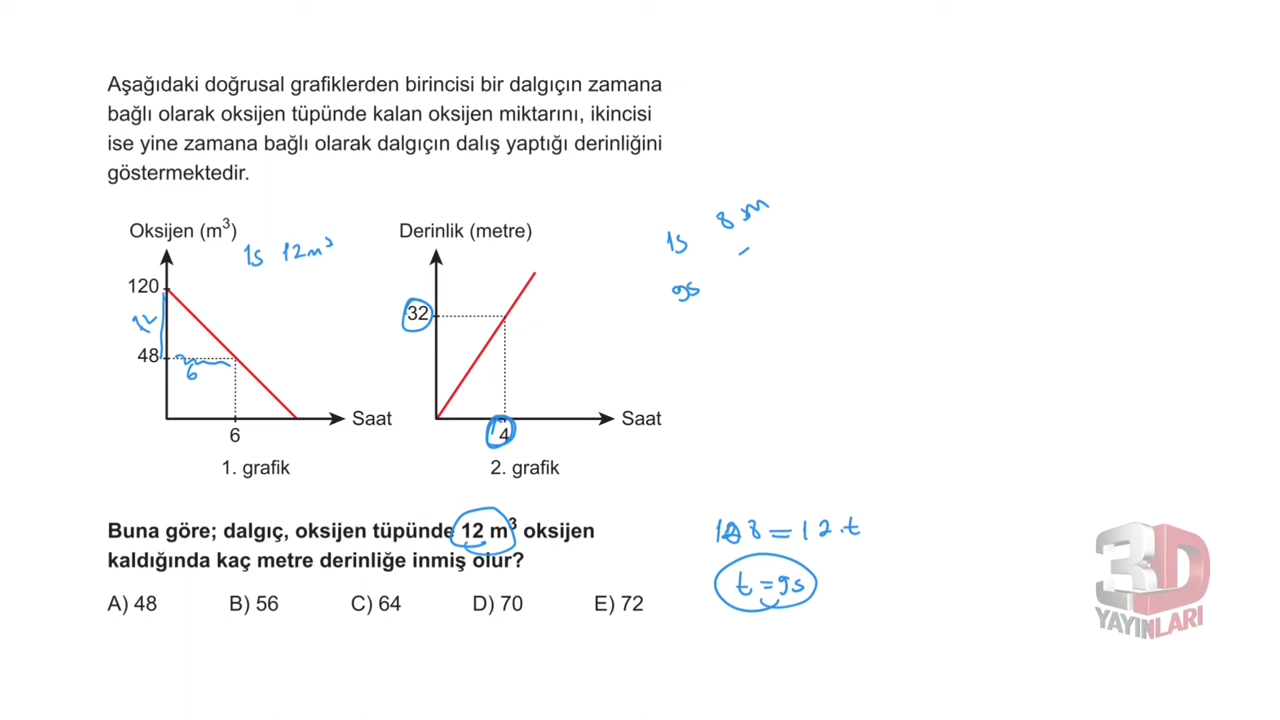 Aşağıdaki doğrusal grafiklerden birincisi bir dalgıçın zamana
bağlı olarak oksijen tüpünde kalan oksijen miktarını, ikincisi
ise yine zamana bağlı olarak dalgıçın dalış yaptığı derinliğini
göstermektedir.
Oksijen (m³)
1s 12m³
120
72
48
6
6
Saat
1. grafik
Derinlik (metre)
32
4
Saat
2. grafik
1s 8m
9s
Buna göre; dalgıç, oksijen tüpünde 12 m³ oksijen
kaldığında kaç metre derinliğe inmiş olur?
A) 48 B) 56 C) 64 D) 70 E) 72
108 = 12.t
t = 9s
3D
YAYINLARI